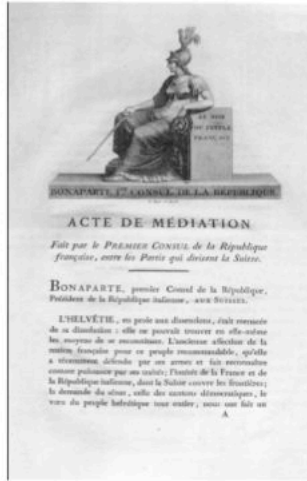 AU NOM
DU PEUPLE
FRANÇAIS
BONAPARTE, Iᵉʳ CONSUL DE LA REPUBLIQUE
ACTE DE MÉDIATION
Fait par le PREMIER CONSUL de la République
française, entre les Partis qui divisent la Suisse.
BONAPARTE, premier Consul de la République,
Président de la République italienne, AUX SUISSES.
L'HELVÉTIE, en proie aux dissensions, était menacée
de sa dissolution : elle ne pouvait trouver en elle-même
les moyens de se reconstituer. L'ancienne affection de la
nation française pour ce peuple recommandable, qu'elle
a récemment défendu par ses armes et fait reconnaître
comme puissance par ses traités; l'intérêt de la France et de
la République italienne, dont la Suisse couvre les frontières;
la demande du sénat, celle des cantons démocratiques, le
vœu du peuple helvétique tout entier, nous ont fait un
A